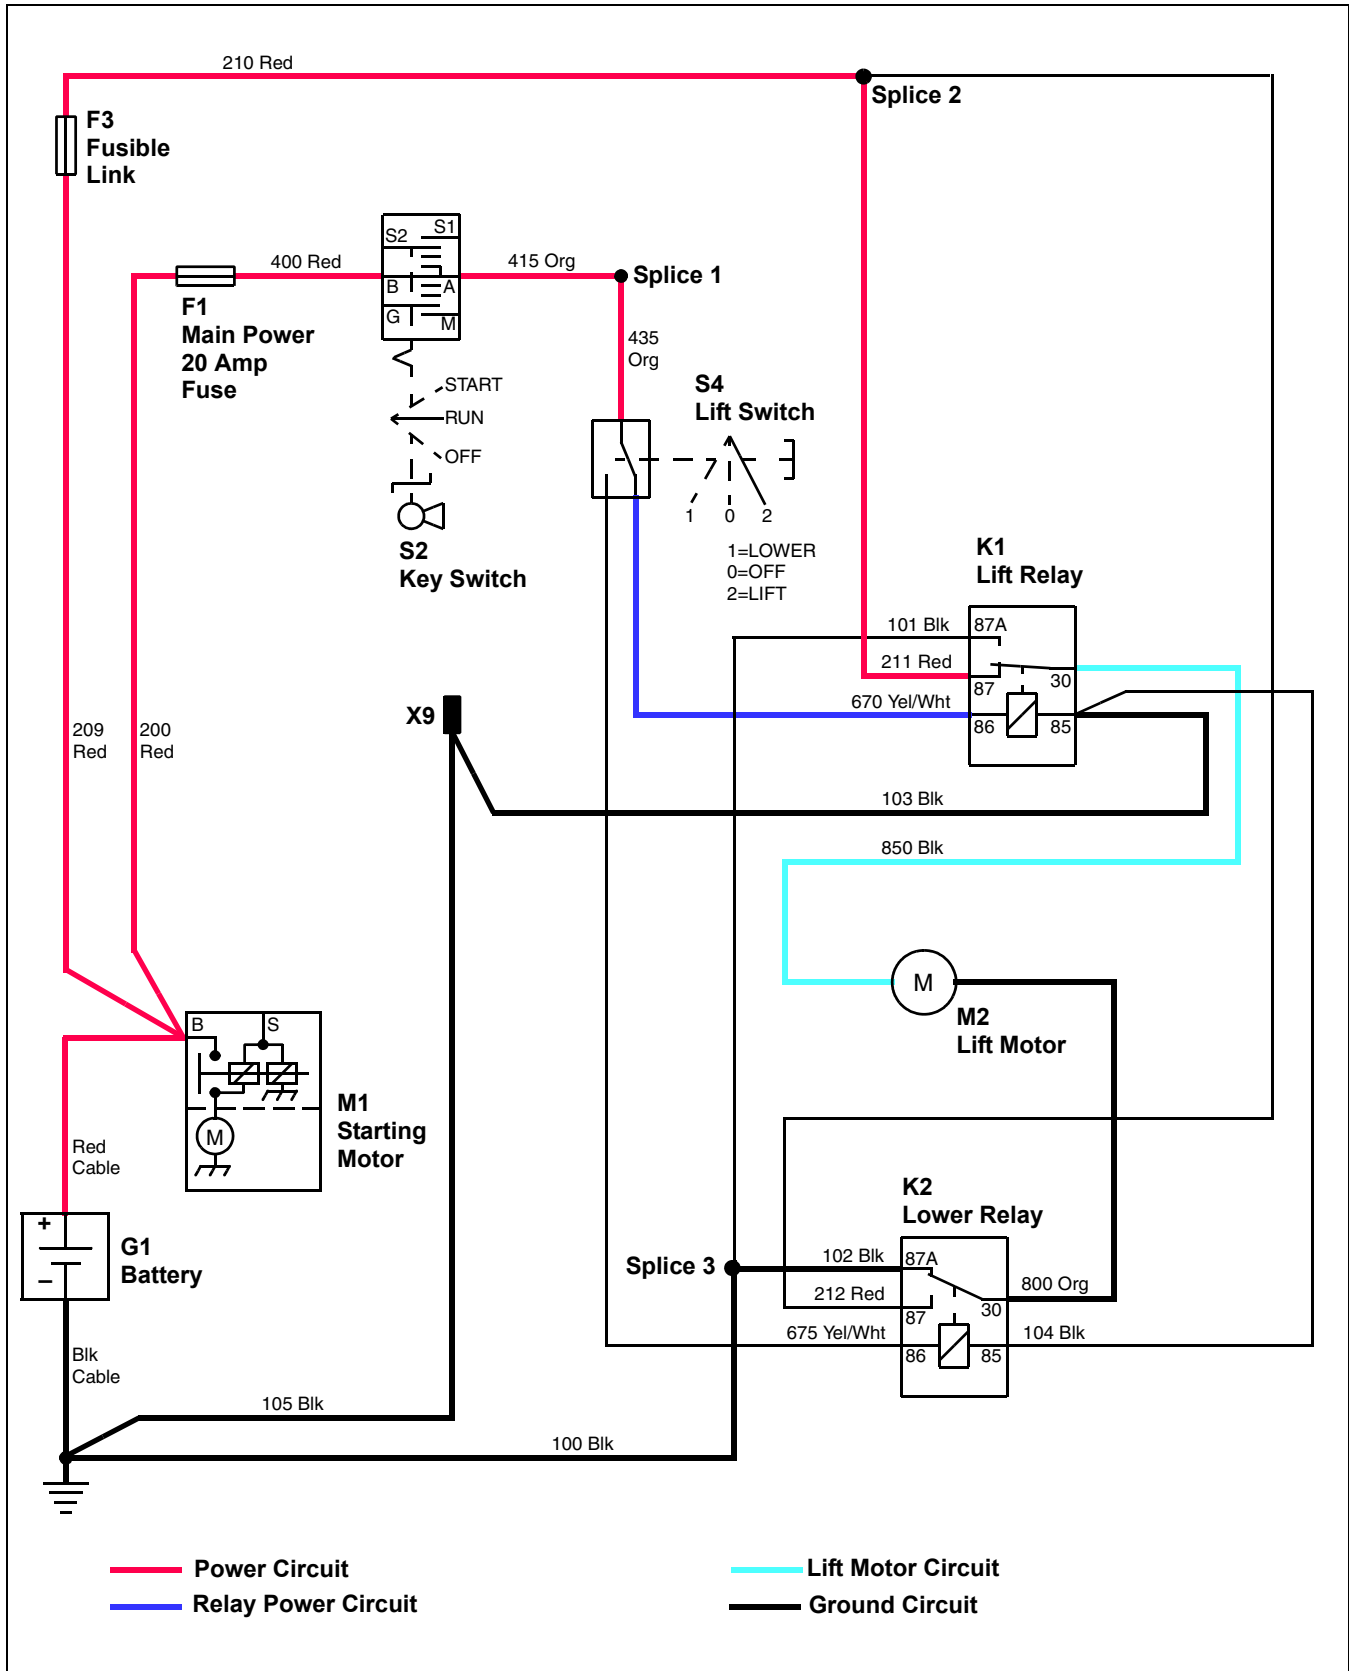 210 Red
Splice 2
F3
Fusible
Link
S2
S1
400 Red
415 Org
Splice 1
B
A
G
M
F1
Main Power
20 Amp
Fuse
435
Org
START
RUN
OFF
S4
Lift Switch
1
0
2
S2
Key Switch
1=LOWER
0=OFF
2=LIFT
K1
Lift Relay
101 Blk
87A
211 Red
87
30
670 Yel/Wht
86
85
X9
209
Red
200
Red
103 Blk
850 Blk
M
M2
Lift Motor
B
S
M
M1
Starting
Motor
Red
Cable
+
–
G1
Battery
K2
Lower Relay
Splice 3
102 Blk
87A
212 Red
87
30
800 Org
675 Yel/Wht
86
85
104 Blk
Blk
Cable
105 Blk
100 Blk
Power Circuit
Relay Power Circuit
Lift Motor Circuit
Ground Circuit